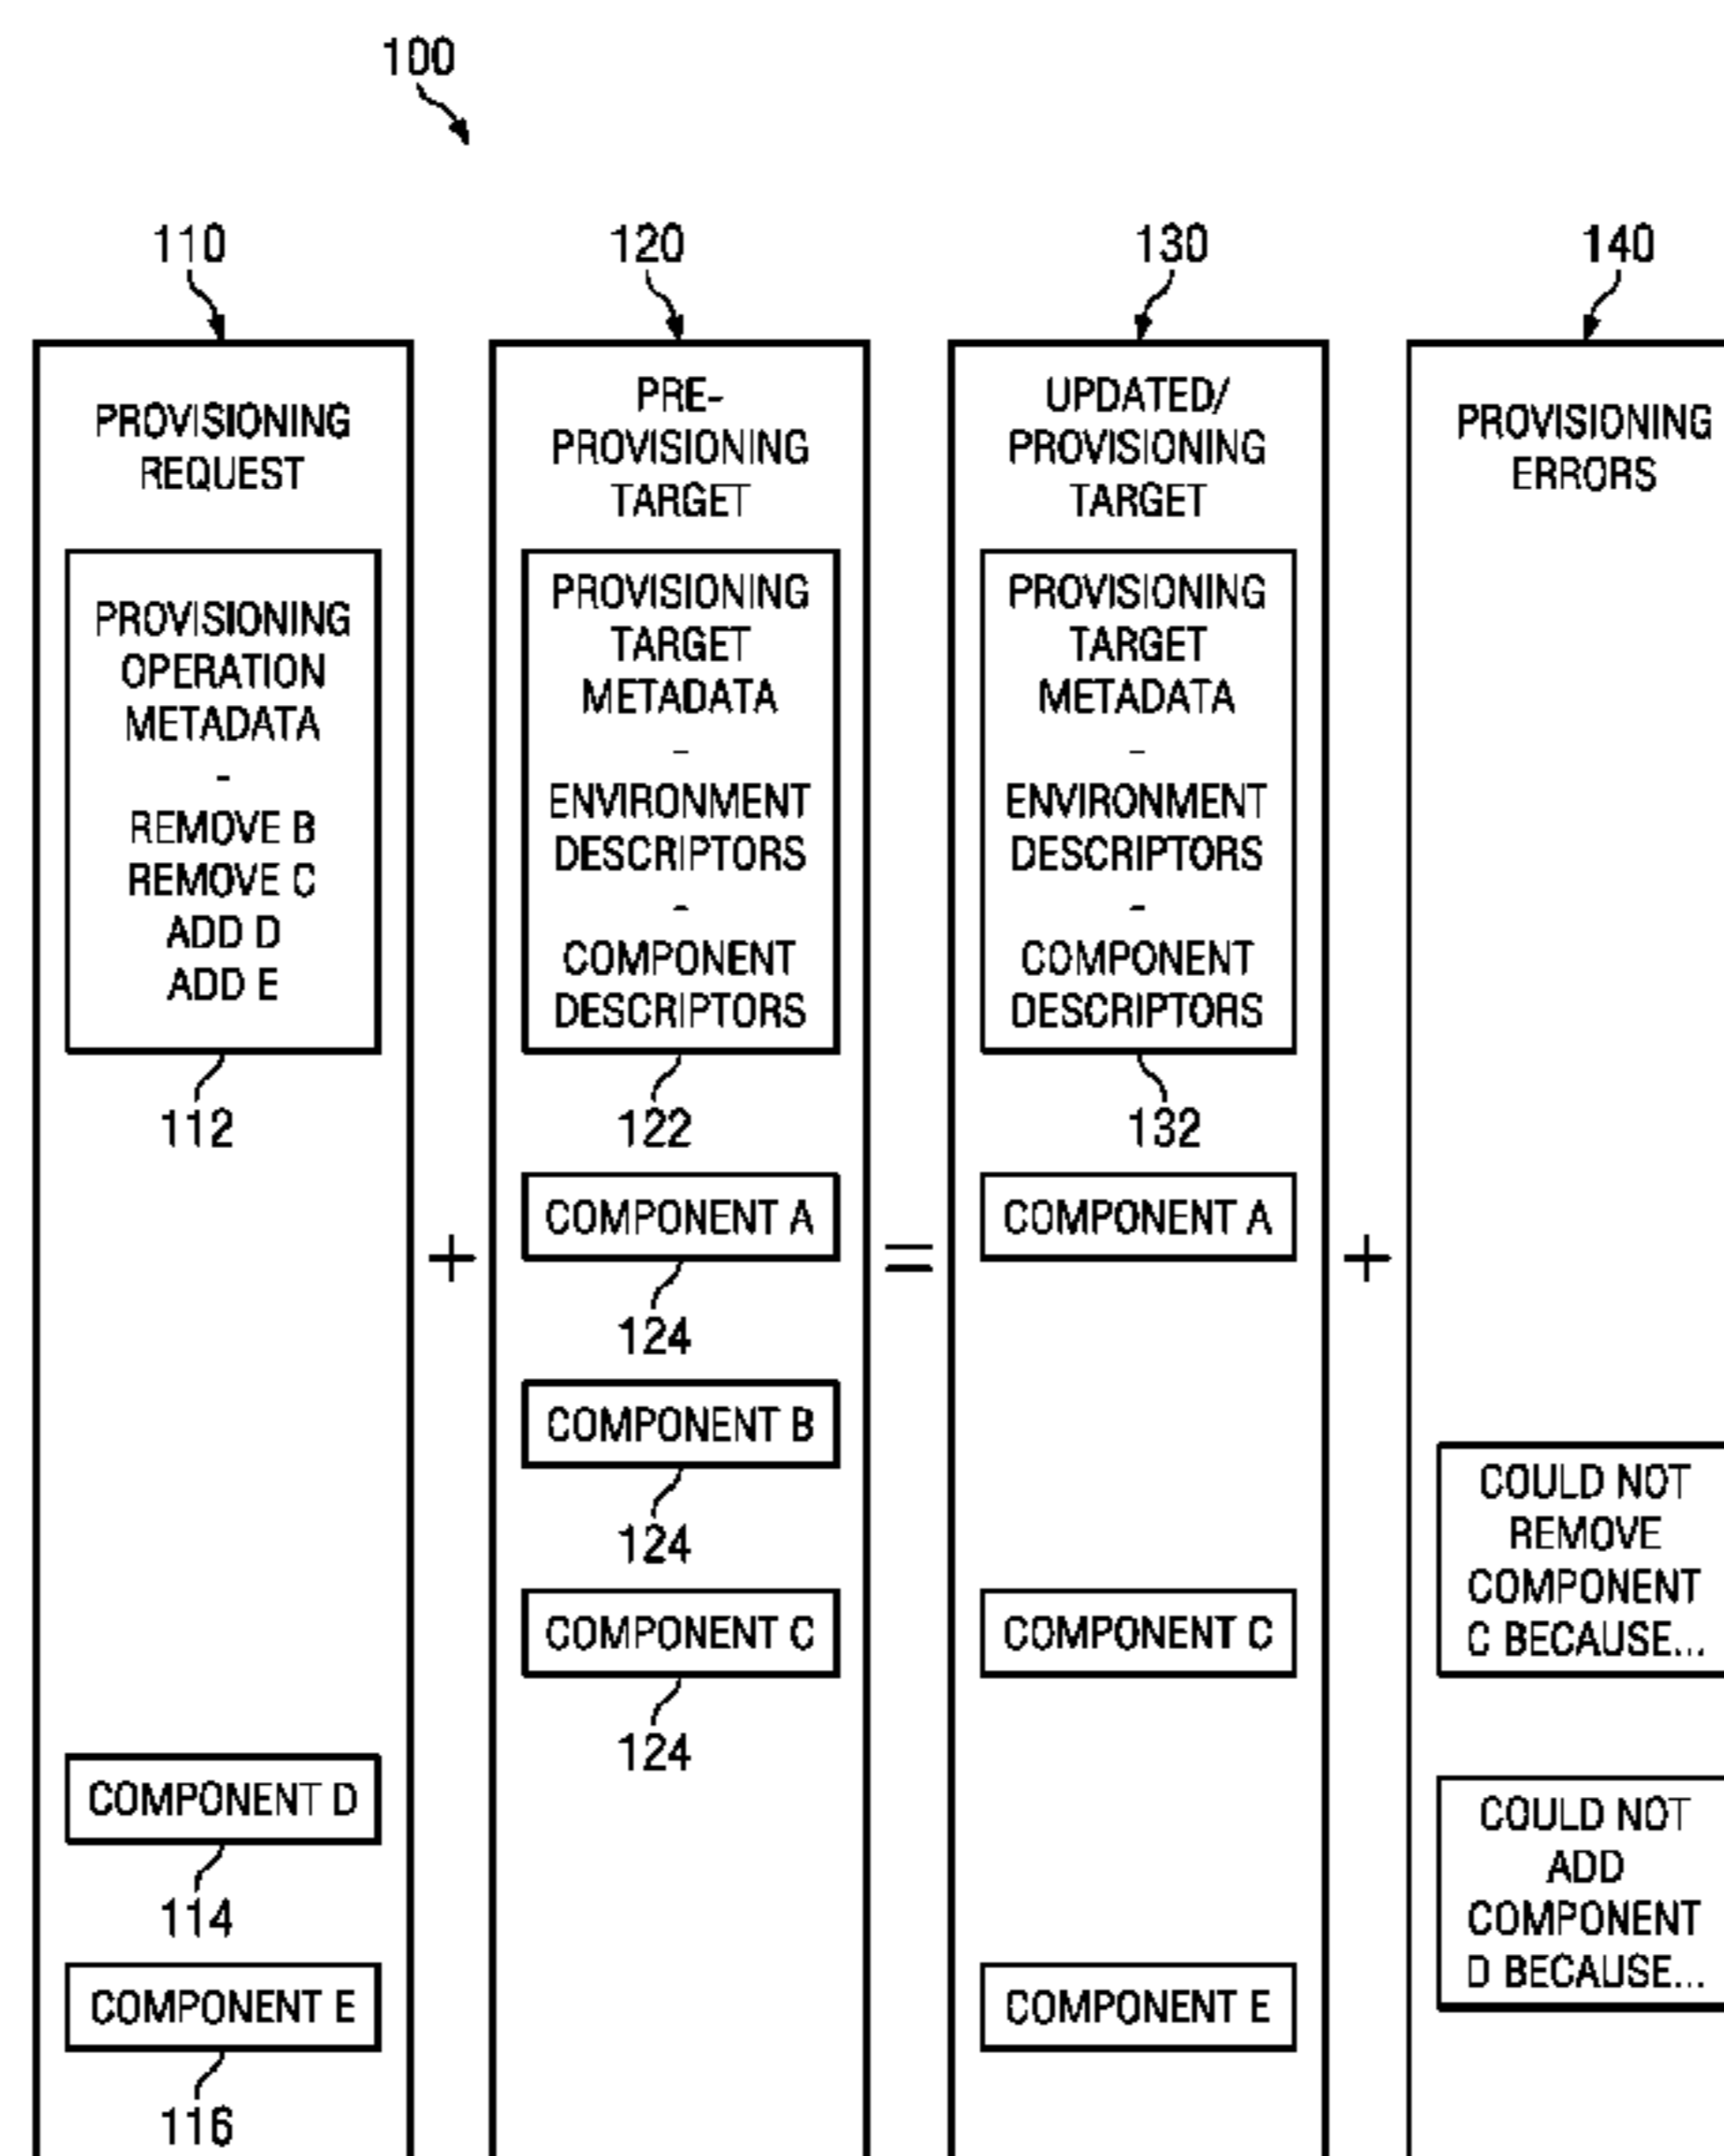 100
110
PROVISIONING
REQUEST
PROVISIONING
OPERATION
METADATA
-
REMOVE B
REMOVE C
ADD D
ADD E
112
COMPONENT D
114
COMPONENT E
116
+
120
PRE-
PROVISIONING
TARGET
PROVISIONING
TARGET
METADATA
-
ENVIRONMENT
DESCRIPTORS
-
COMPONENT
DESCRIPTORS
122
COMPONENT A
124
COMPONENT B
124
COMPONENT C
124
=
130
UPDATED/
PROVISIONING
TARGET
PROVISIONING
TARGET
METADATA
-
ENVIRONMENT
DESCRIPTORS
-
COMPONENT
DESCRIPTORS
132
COMPONENT A
COMPONENT C
COMPONENT E
+
140
PROVISIONING
ERRORS
COULD NOT
REMOVE
COMPONENT
C BECAUSE...
COULD NOT
ADD
COMPONENT
D BECAUSE...